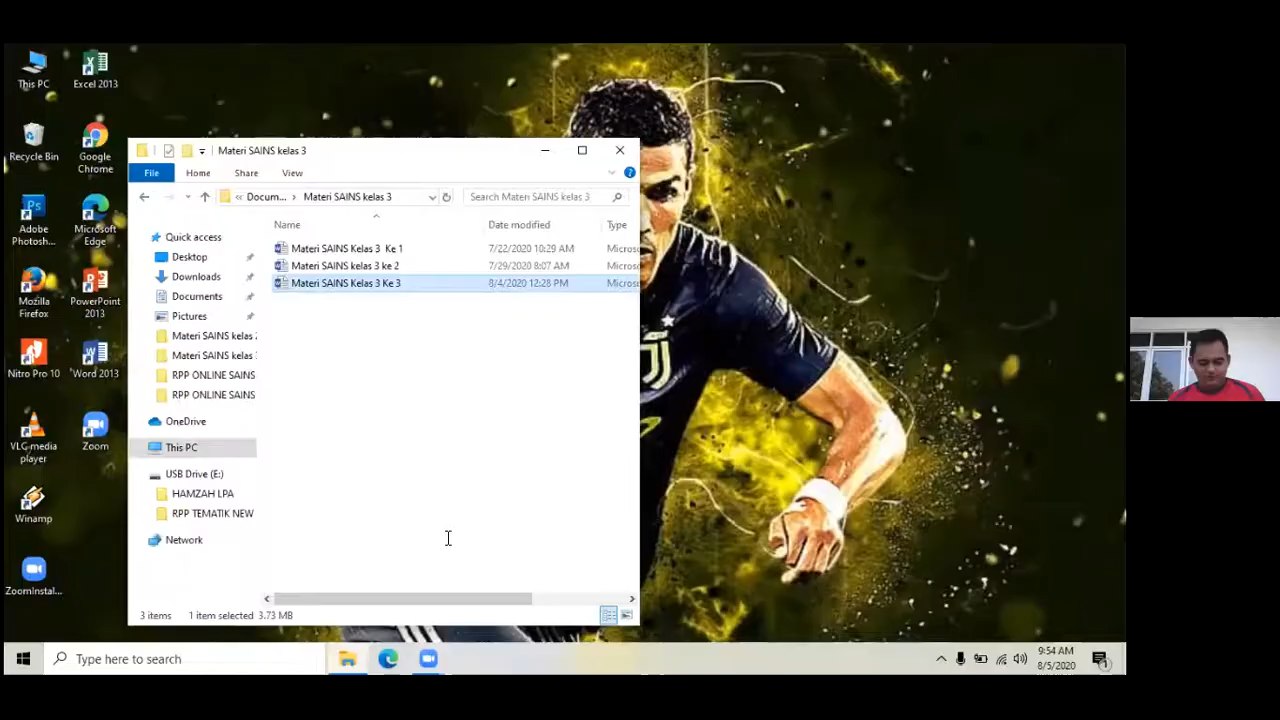 This PC
Excel 2013
Recycle Bin
Google Chrome
Adobe Photosh...
Microsoft Edge
Mozilla Firefox
PowerPoint 2013
Nitro Pro 10
Word 2013
VLC media player
Zoom
Winamp
ZoomInstal...
Materi SAINS kelas 3
File Home Share View
« Docum... › Materi SAINS kelas 3
Search Materi SAINS kelas 3
Name Date modified Type
Materi SAINS Kelas 3 Ke 1 7/22/2020 10:29 AM Microsc
Materi SAINS kelas 3 ke 2 7/29/2020 8:07 AM Microsc
Materi SAINS Kelas 3 Ke 3 8/4/2020 12:28 PM Microsc
Quick access
Desktop
Downloads
Documents
Pictures
Materi SAINS kelas
Materi SAINS kelas
RPP ONLINE SAINS
RPP ONLINE SAINS
OneDrive
This PC
USB Drive (E:)
HAMZAH LPA
RPP TEMATIK NEW
Network
3 items 1 item selected 3.73 MB
Type here to search
9:54 AM
8/5/2020
1